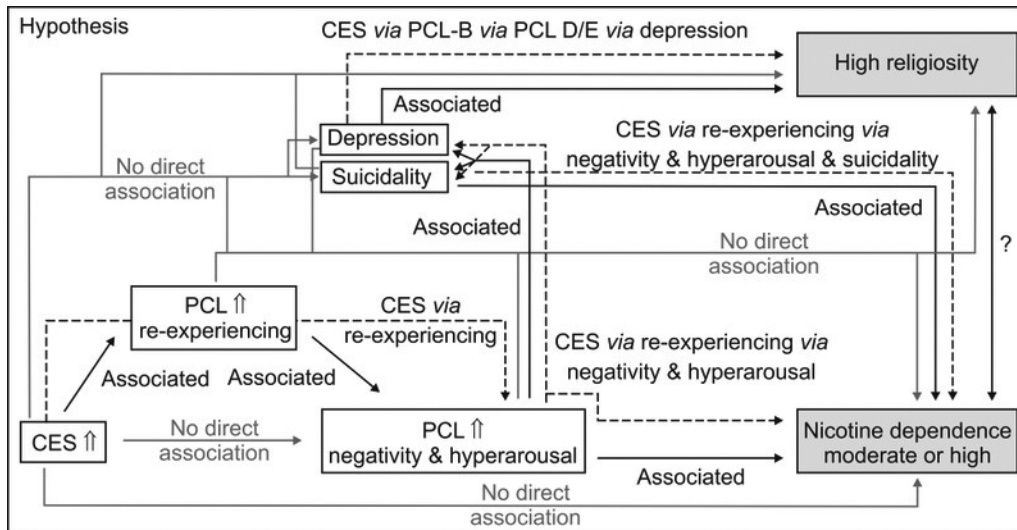 Hypothesis
CES via PCL-B via PCL D/E via depression
High religiosity
Associated
Depression
Suicidality
CES via re-experiencing via
negativity & hyperarousal & suicidality
No direct
association
Associated
Associated
No direct
association
?
PCL ⇑
re-experiencing
CES via
re-experiencing
CES via re-experiencing via
negativity & hyperarousal
Associated
Associated
CES ⇑
No direct
association
PCL ⇑
negativity & hyperarousal
Nicotine dependence
moderate or high
Associated
No direct
association